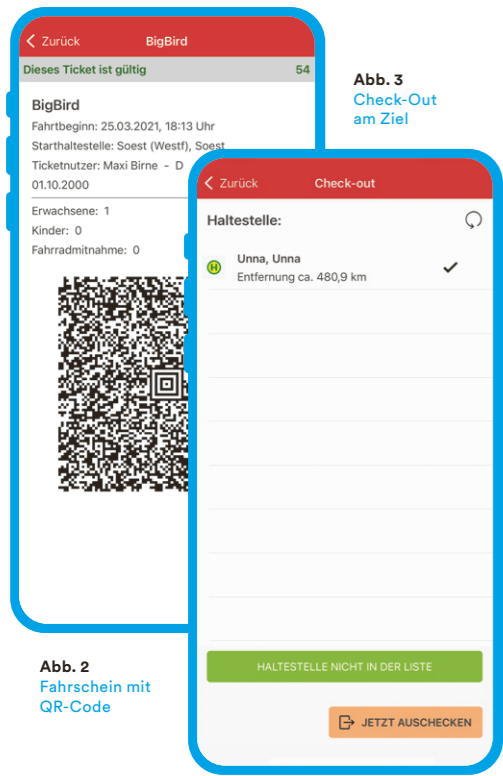 Zurück BigBird
Dieses Ticket ist gültig 54
BigBird
Fahrtbeginn: 25.03.2021, 18:13 Uhr
Starthaltestelle: Soest (Westf), Soest
Ticketnutzer: Maxi Birne - D
01.10.2000
Erwachsene: 1
Kinder: 0
Fahrradmitnahme: 0
Abb. 3
Check-Out
am Ziel
Zurück Check-out
Haltestelle:
H
Unna, Unna
Entfernung ca. 480,9 km
HALTESTELLE NICHT IN DER LISTE
JETZT AUSCHECKEN
Abb. 2
Fahrschein mit
QR-Code